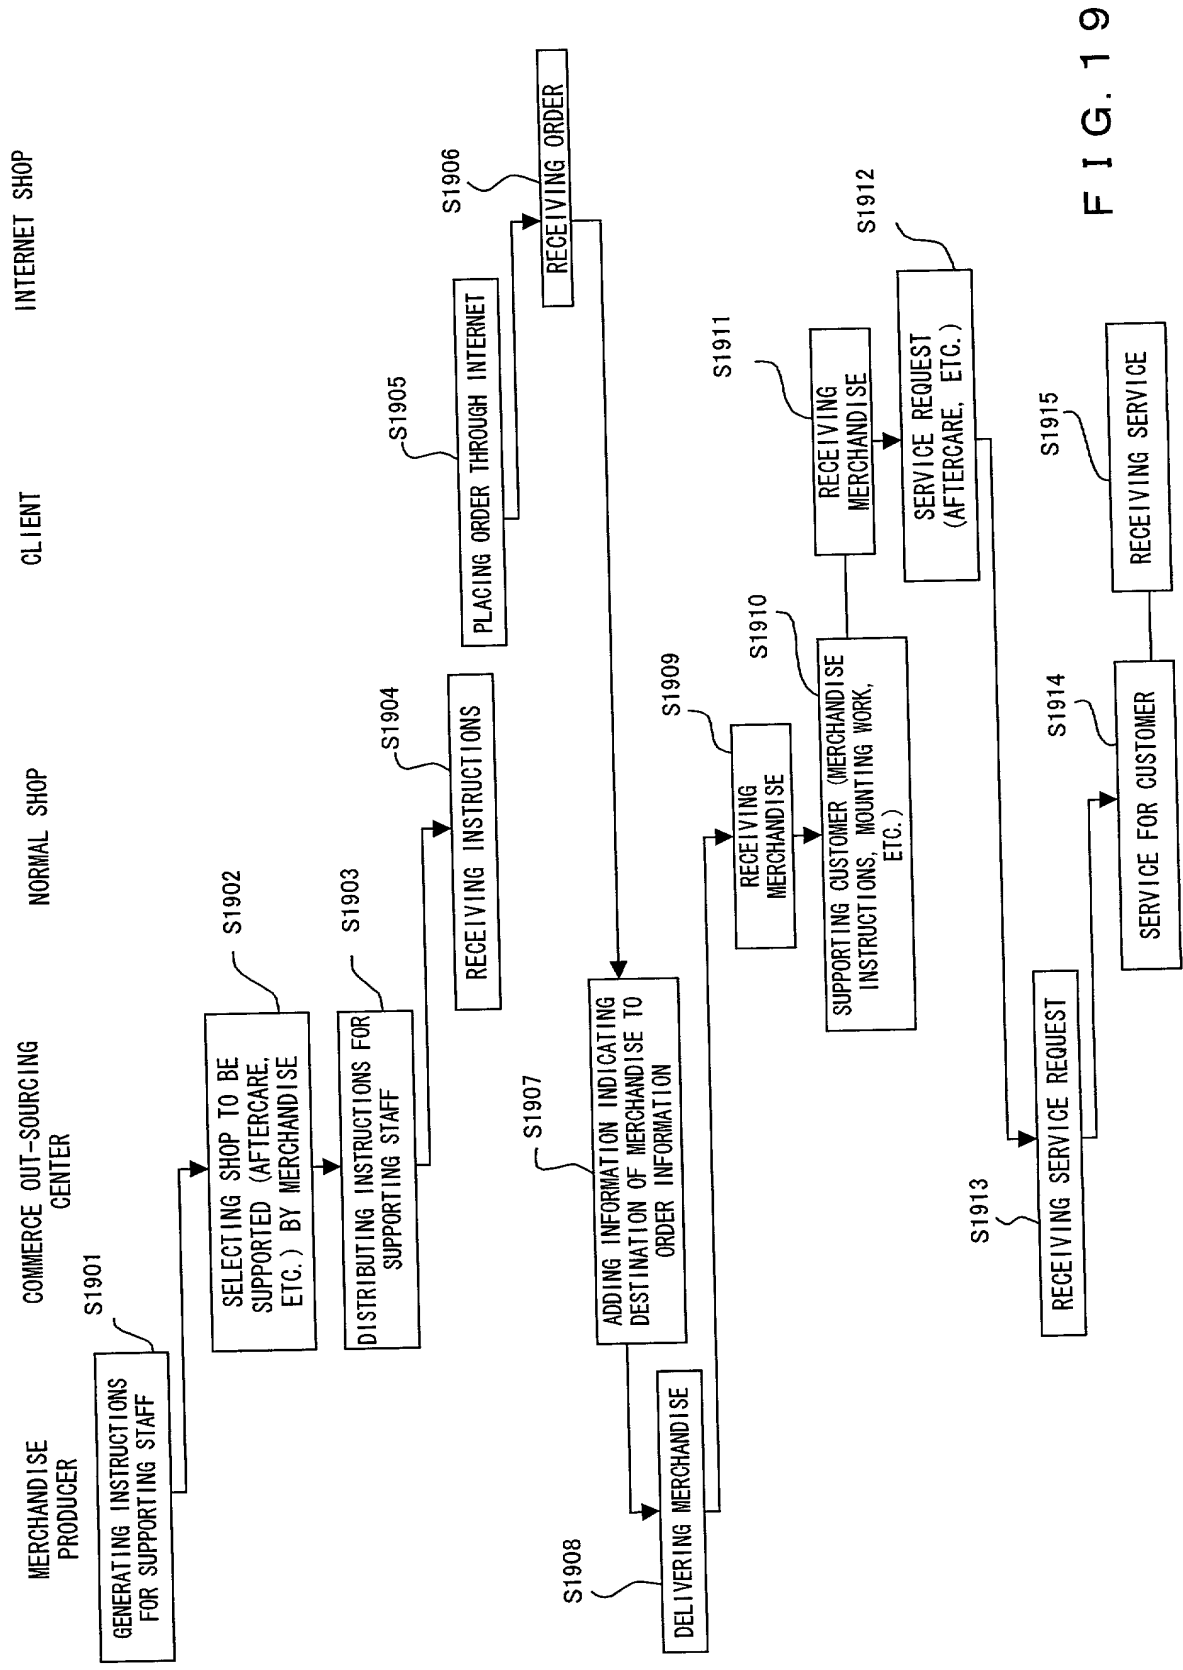 MERCHANDISE
PRODUCER
COMMERCE OUT-SOURCING
CENTER
NORMAL SHOP
CLIENT
INTERNET SHOP
S1901
GENERATING INSTRUCTIONS
FOR SUPPORTING STAFF
S1902
SELECTING SHOP TO BE
SUPPORTED (AFTERCARE,
ETC.) BY MERCHANDISE
S1903
DISTRIBUTING INSTRUCTIONS FOR
SUPPORTING STAFF
S1904
RECEIVING INSTRUCTIONS
S1905
PLACING ORDER THROUGH INTERNET
S1906
RECEIVING ORDER
S1907
ADDING INFORMATION INDICATING
DESTINATION OF MERCHANDISE TO
ORDER INFORMATION
S1908
DELIVERING MERCHANDISE
S1909
RECEIVING
MERCHANDISE
S1910
SUPPORTING CUSTOMER (MERCHANDISE
INSTRUCTIONS, MOUNTING WORK,
ETC.)
S1911
RECEIVING
MERCHANDISE
S1912
SERVICE REQUEST
(AFTERCARE, ETC.)
S1913
RECEIVING SERVICE REQUEST
S1914
SERVICE FOR CUSTOMER
S1915
RECEIVING SERVICE
FIG. 19